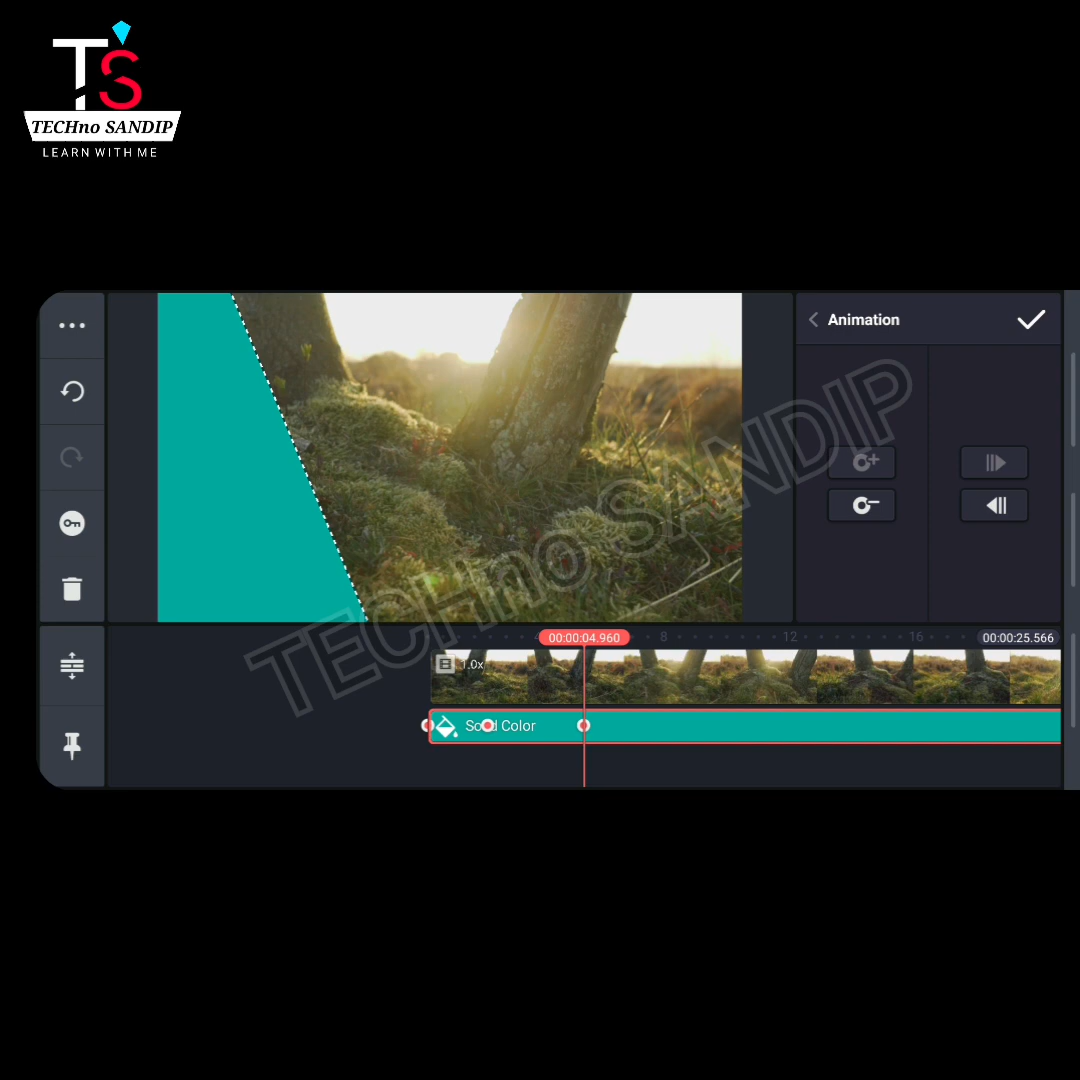 TS
TECHno SANDIP
LEARN WITH ME
Animation
TECHno SANDIP
00:00:04.960
8
12
16
00:00:25.566
1.0x
Solid Color